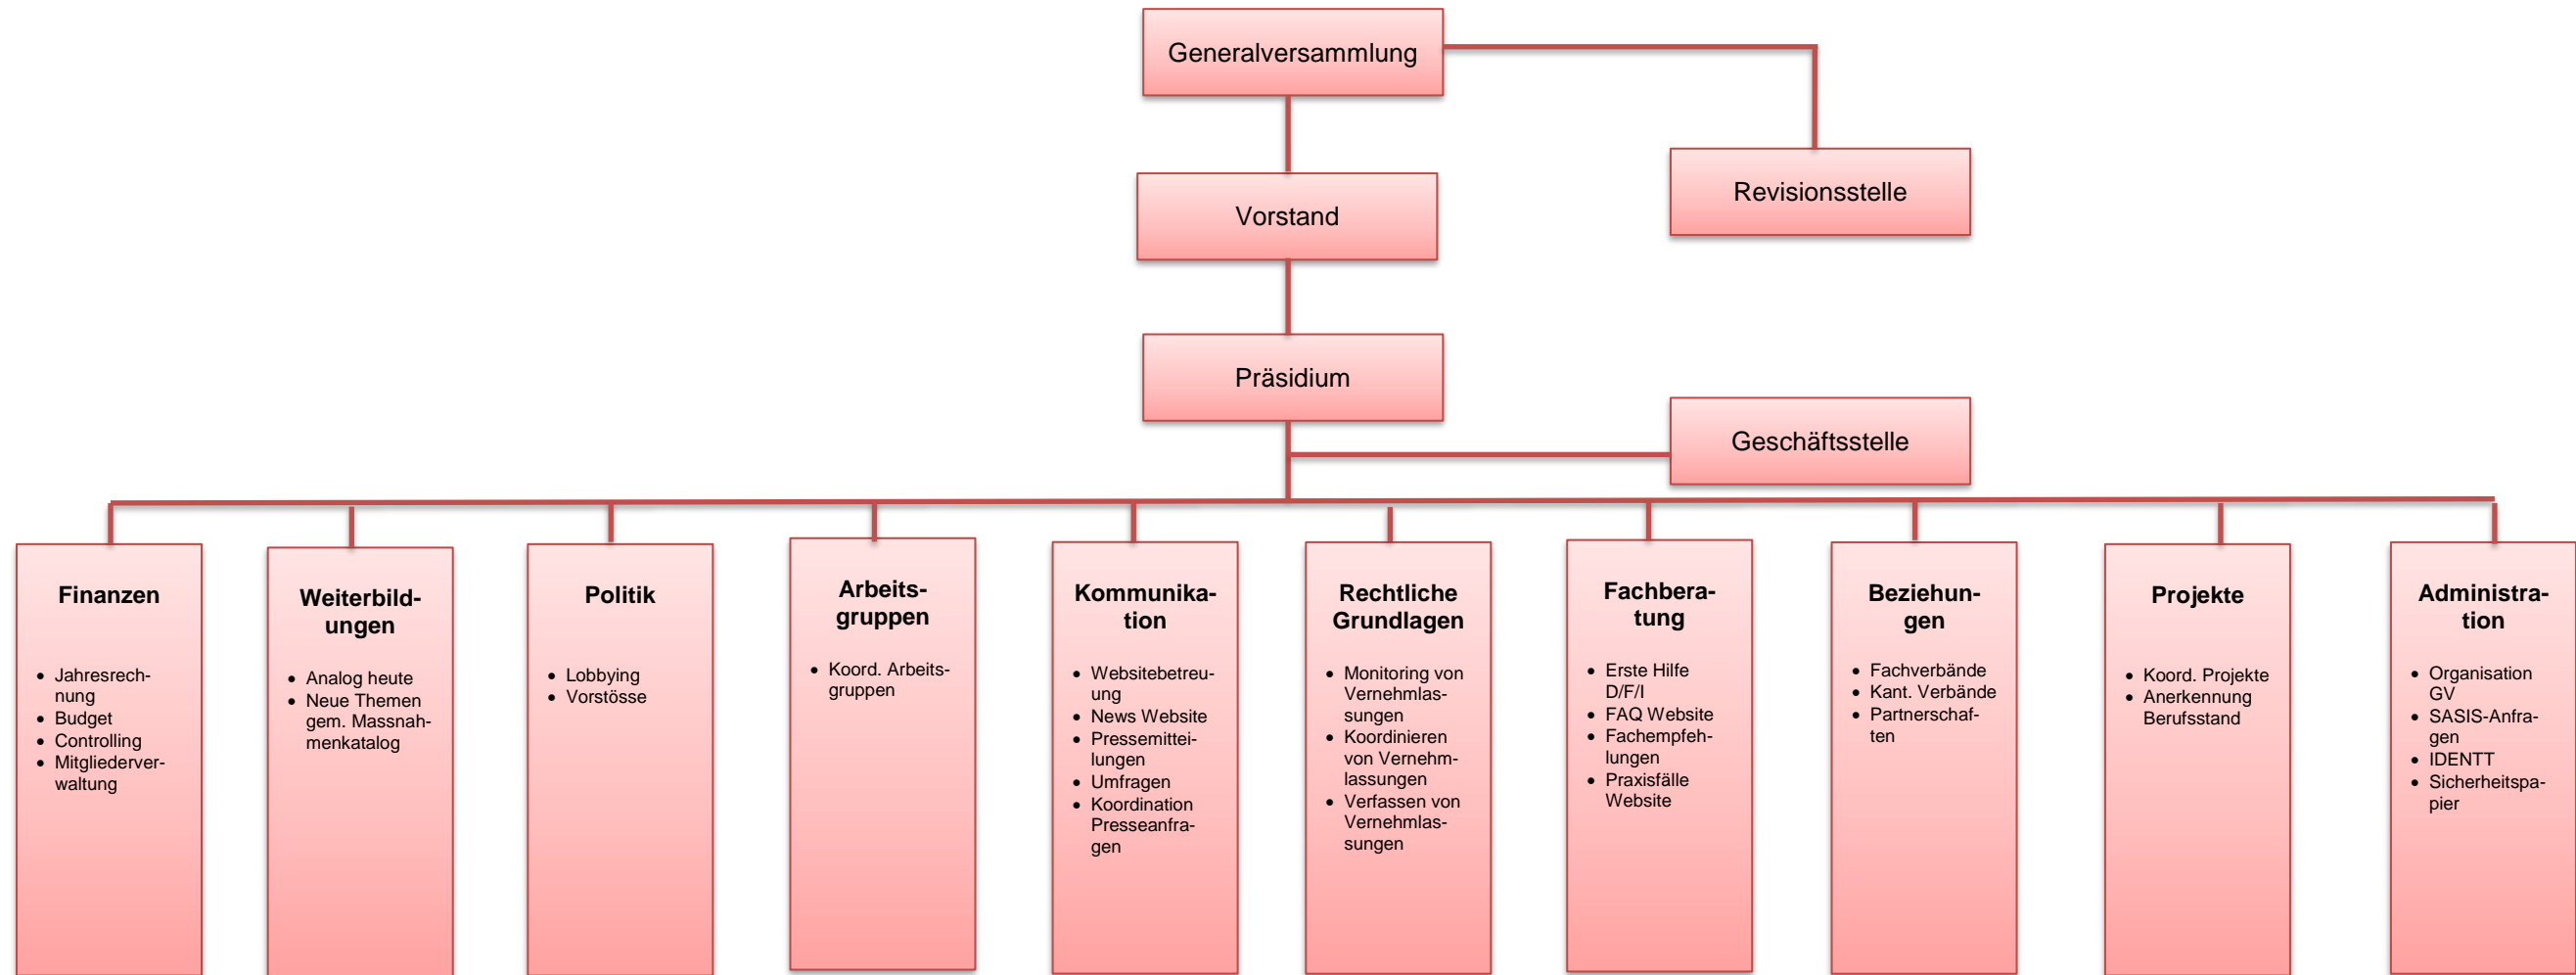 Generalversammlung
Revisionsstelle
Vorstand
Präsidium
Geschäftsstelle
Finanzen
• Jahresrech-
nung
• Budget
• Controlling
• Mitgliederver-
waltung
Weiterbild-
ungen
• Analog heute
• Neue Themen
gem. Massnah-
menkatalog
Politik
• Lobbying
• Vorstösse
Arbeits-
gruppen
• Koord. Arbeits-
gruppen
Kommunika-
tion
• Websitebetreu-
ung
• News Website
• Pressemittei-
lungen
• Umfragen
• Koordination
Presseanfra-
gen
Rechtliche
Grundlagen
• Monitoring von
Vernehmlas-
sungen
• Koordinieren
von Vernehm-
lassungen
• Verfassen von
Vernehmlas-
sungen
Fachbera-
tung
• Erste Hilfe
D/F/I
• FAQ Website
• Fachempfeh-
lungen
• Praxisfälle
Website
Beziehun-
gen
• Fachverbände
• Kant. Verbände
• Partnerschaf-
ten
Projekte
• Koord. Projekte
• Anerkennung
Berufsstand
Administra-
tion
• Organisation
GV
• SASIS-Anfra-
gen
• IDENTT
• Sicherheitspa-
pier